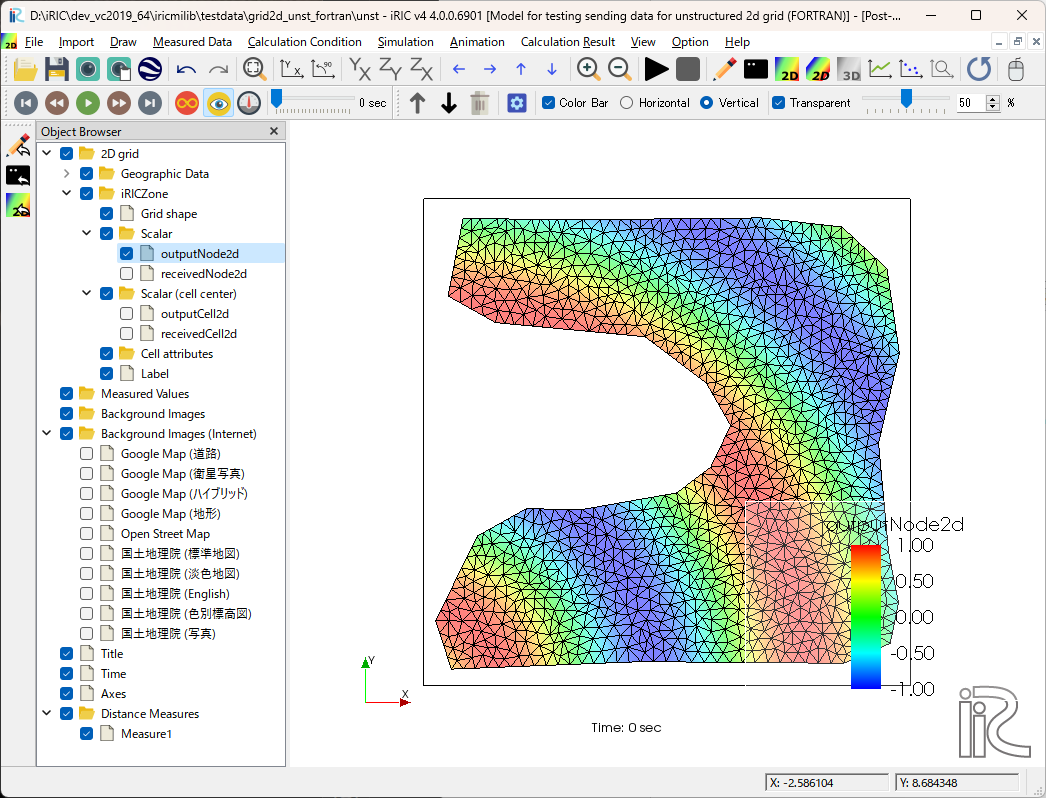 D:\iRIC\dev_vc2019_64\iricmilib\testdata\grid2d_unst_fortran\unst - iRIC v4 4.0.0.6901 [Model for testing sending data for unstructured 2d grid (FORTRAN)] - [Post-...
File Import Draw Measured Data Calculation Condition Simulation Animation Calculation Result View Option Help
2D 2D 3D
0 sec Color Bar Horizontal Vertical Transparent 50 %
Object Browser
2D grid
Geographic Data
iRICZone
Grid shape
Scalar
outputNode2d
receivedNode2d
Scalar (cell center)
outputCell2d
receivedCell2d
Cell attributes
Label
Measured Values
Background Images
Background Images (Internet)
Google Map (道路)
Google Map (衛星写真)
Google Map (ハイブリッド)
Google Map (地形)
Open Street Map
国土地理院 (標準地図)
国土地理院 (淡色地図)
国土地理院 (English)
国土地理院 (色別標高図)
国土地理院 (写真)
Title
Time
Axes
Distance Measures
Measure1
outputNode2d
1.00
0.50
0.00
-0.50
-1.00
Y
X
Time: 0 sec
iRIC
X: -2.586104
Y: 8.684348